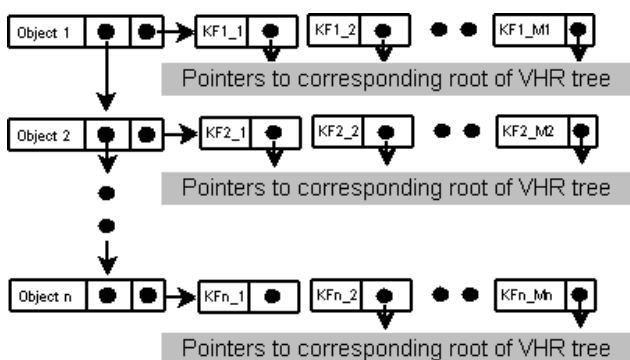 Object 1 KF1_1 KF1_2 KF1_M1
Pointers to corresponding root of VHR tree
Object 2 KF2_1 KF2_2 KF2_M2
Pointers to corresponding root of VHR tree
Object n KFn_1 KFn_2 KFn_Mn
Pointers to corresponding root of VHR tree